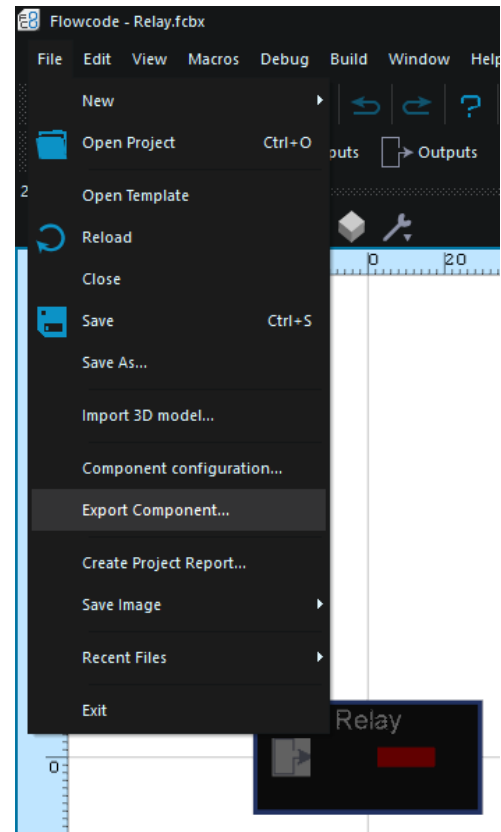 Flowcode - Relay.fcbx
File Edit View Macros Debug Build Window Help
New
Open Project Ctrl+O
puts Outputs
2
Open Template
Reload
0 20
Close
Save Ctrl+S
Save As...
Import 3D model...
Component configuration...
Export Component...
Create Project Report...
Save Image
Recent Files
Exit
Relay
0